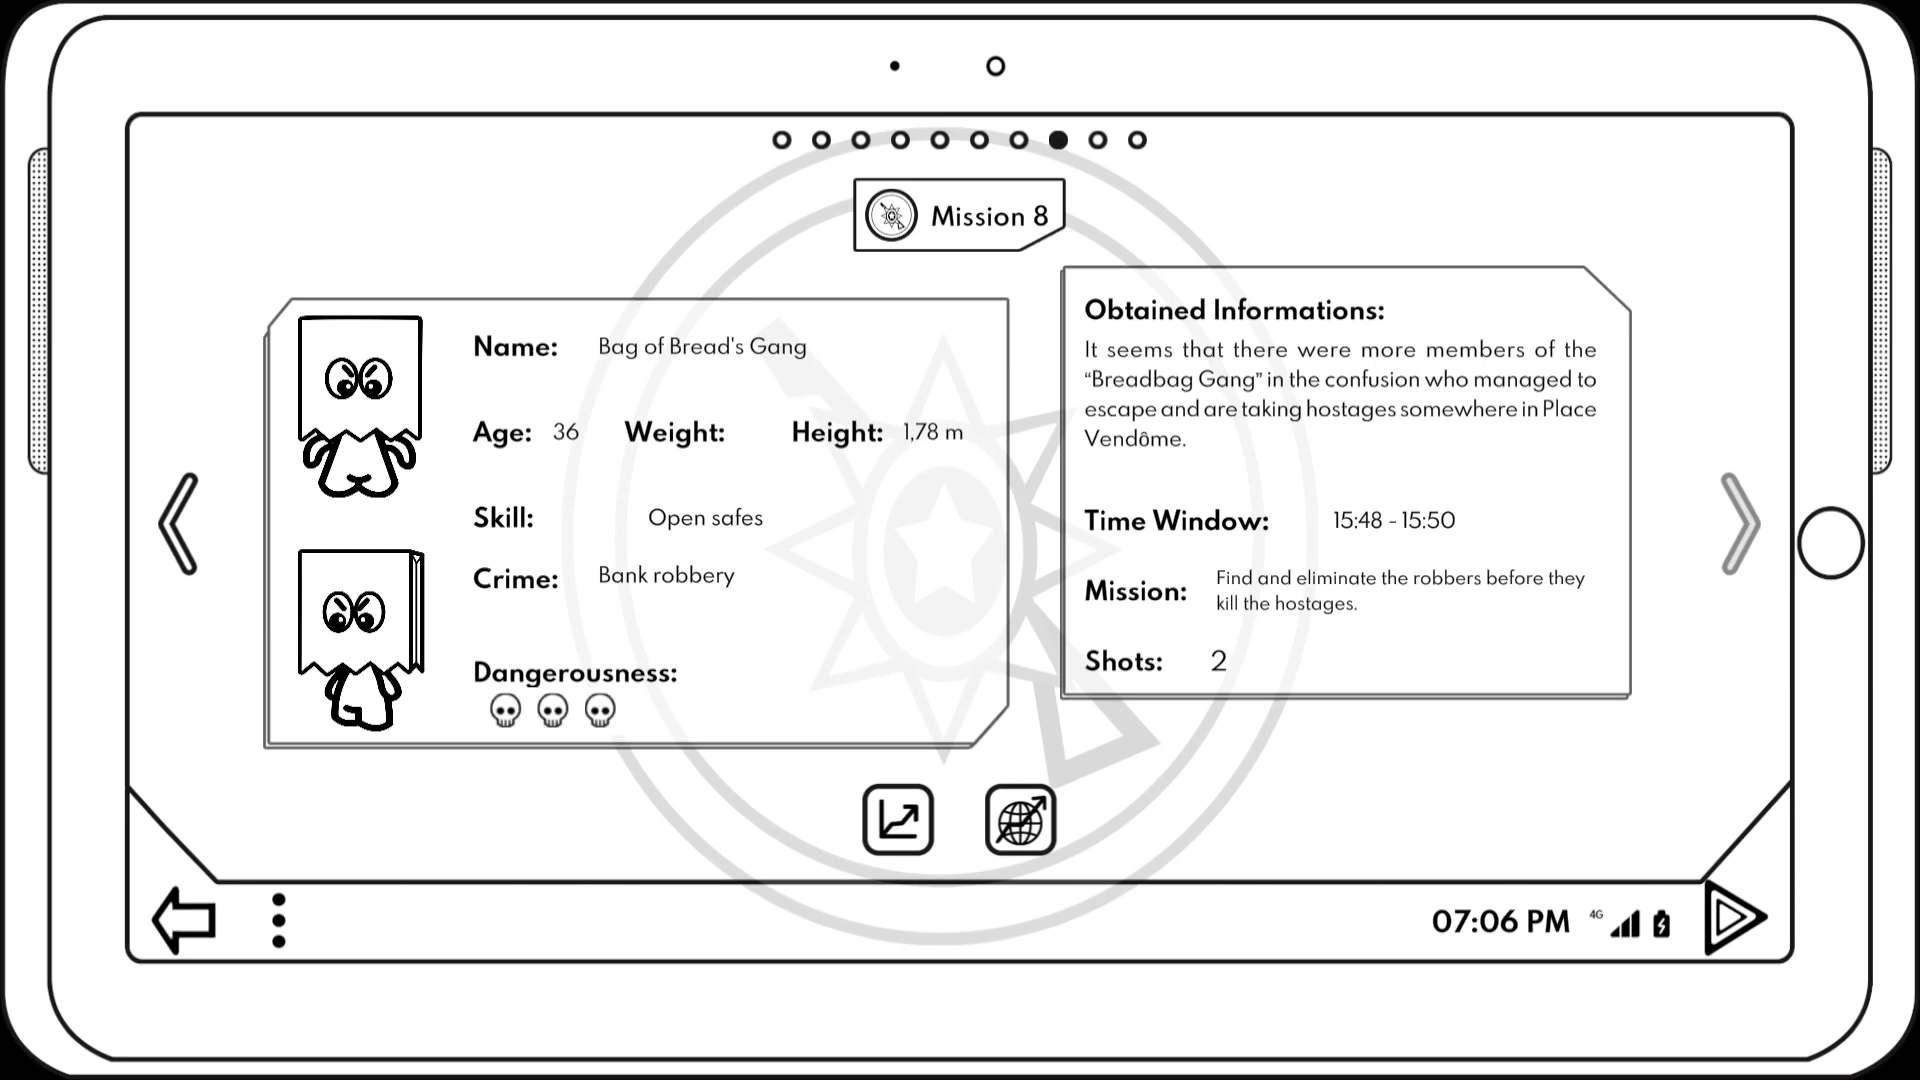 Mission 8
Name: Bag of Bread's Gang
Age: 36 Weight: Height: 1,78 m
Skill: Open safes
Crime: Bank robbery
Dangerousness:
Obtained Informations:
It seems that there were more members of the
“Breadbag Gang” in the confusion who managed to
escape and are taking hostages somewhere in Place
Vendôme.
Time Window: 15:48 - 15:50
Mission: Find and eliminate the robbers before they
kill the hostages.
Shots: 2
07:06 PM 4G